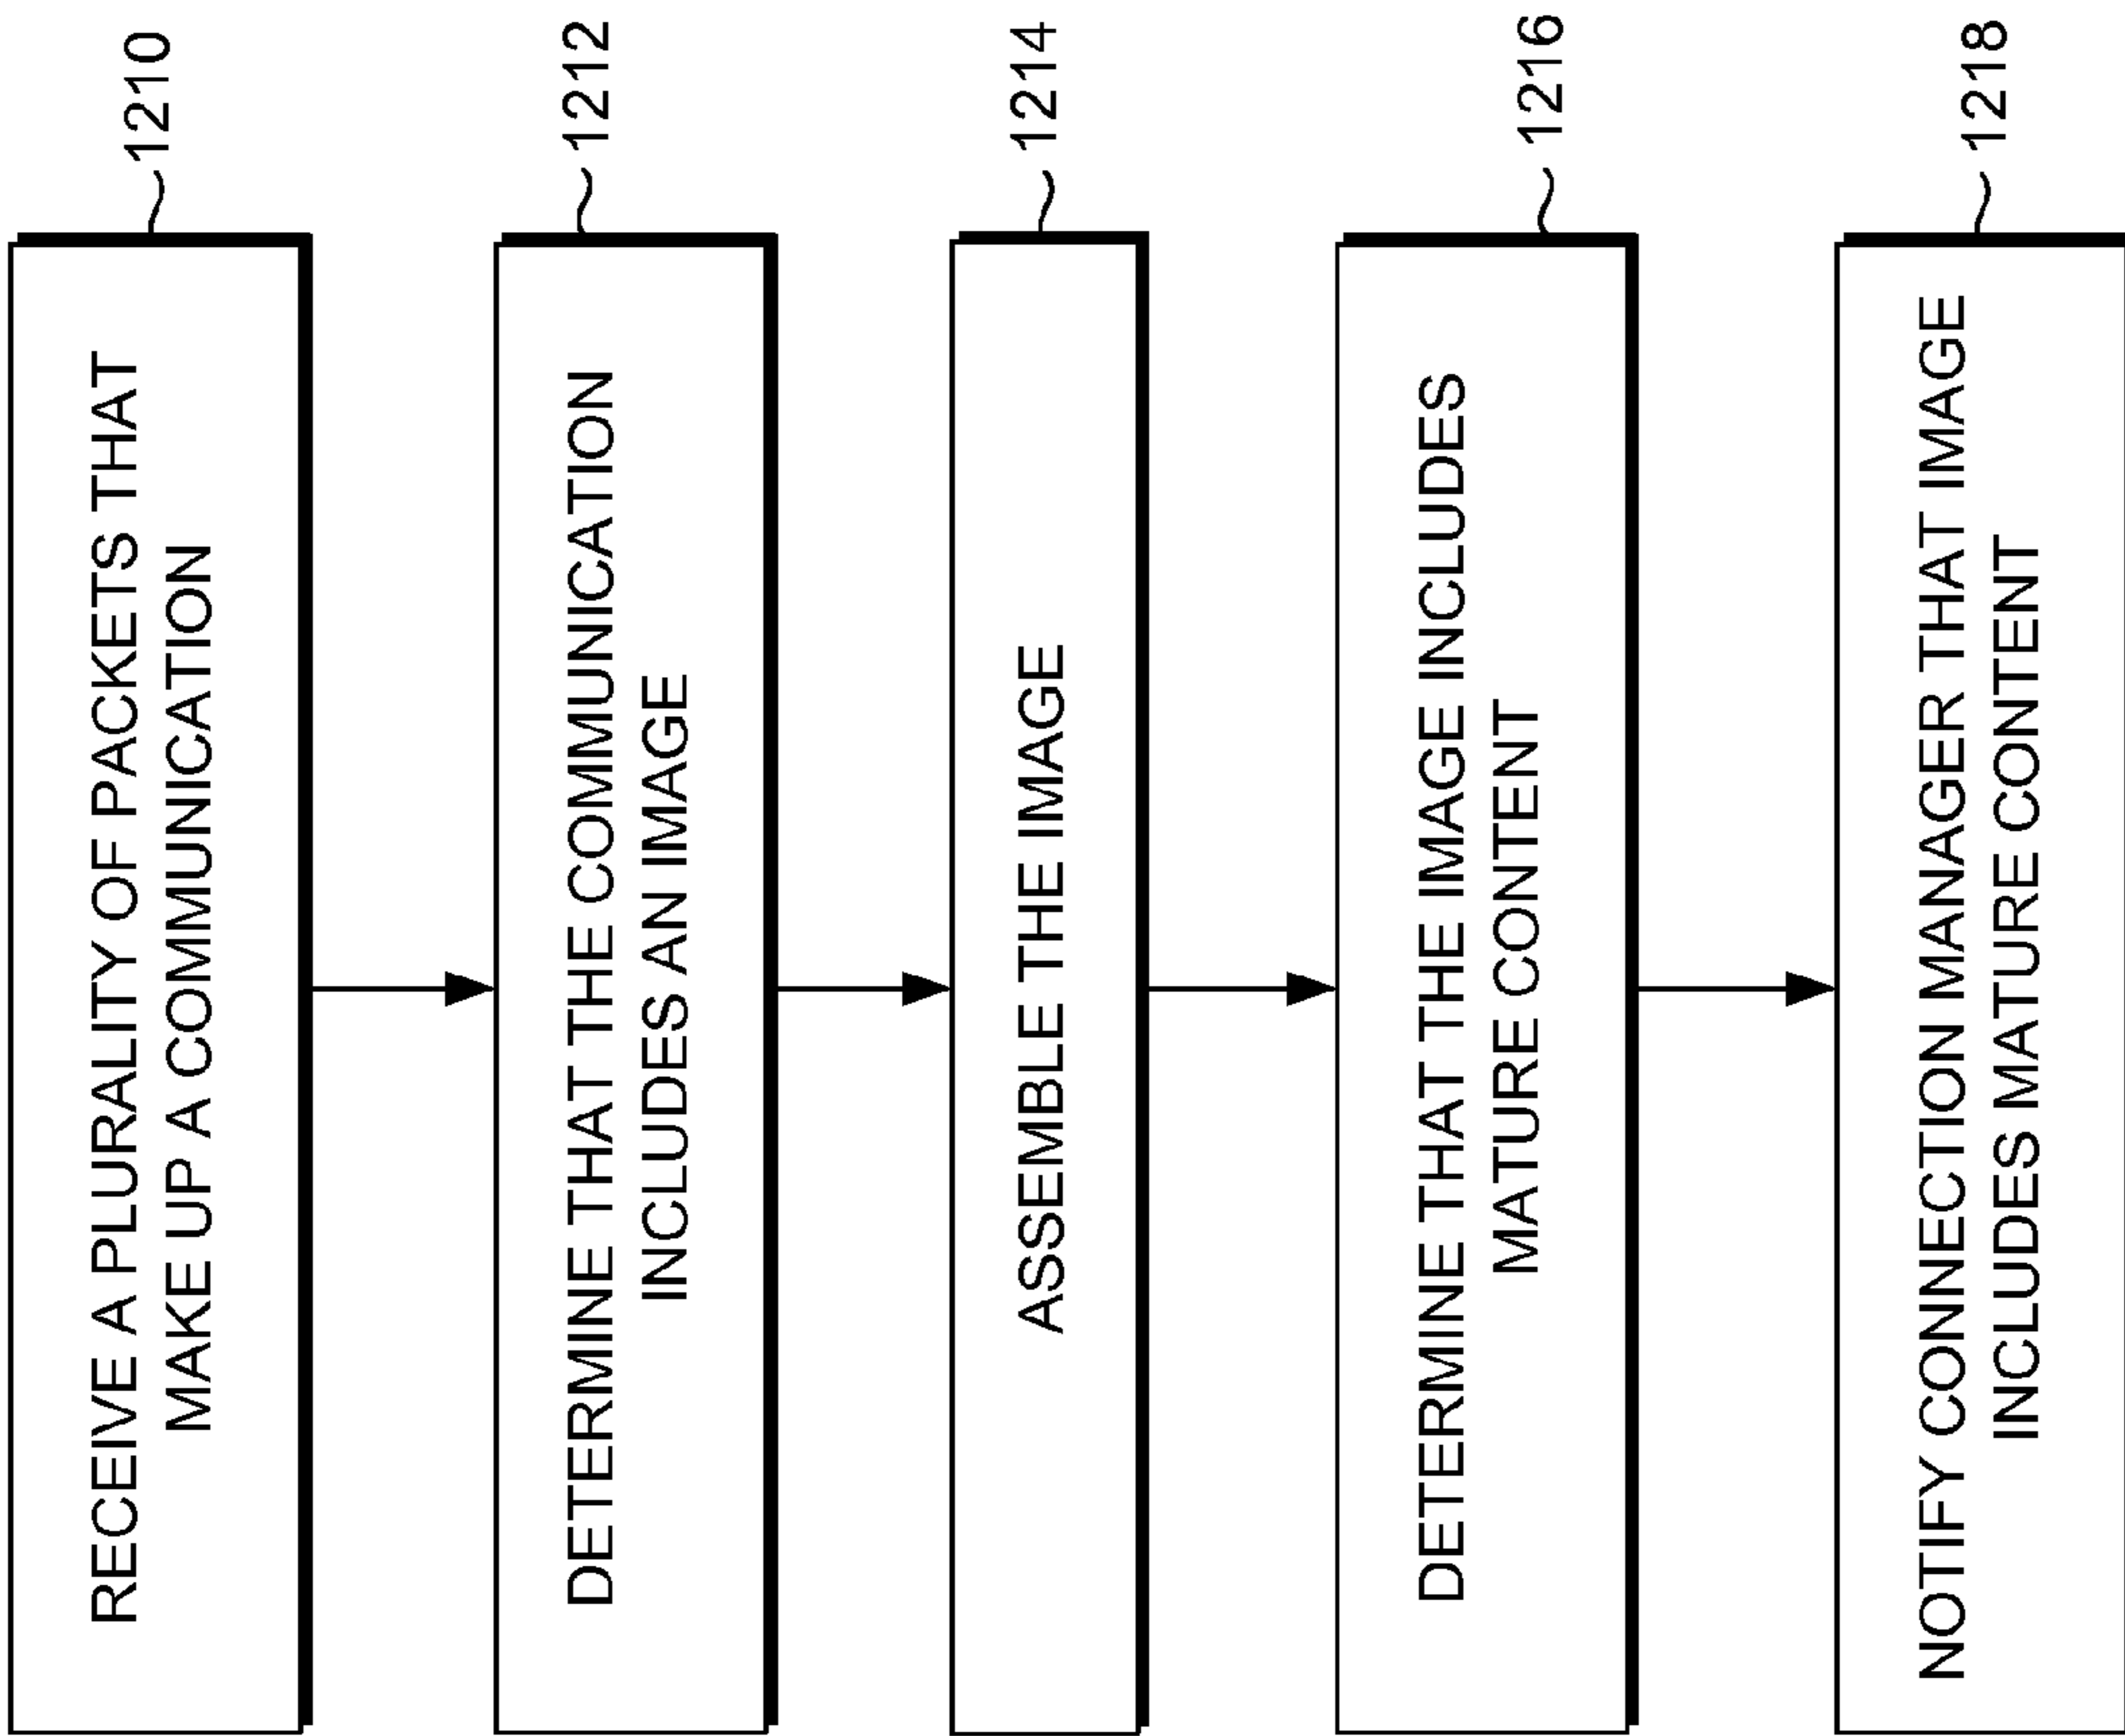 RECEIVE A PLURALITY OF PACKETS THAT
MAKE UP A COMMUNICATION
1210
DETERMINE THAT THE COMMUNICATION
INCLUDES AN IMAGE
1212
ASSEMBLE THE IMAGE
1214
DETERMINE THAT THE IMAGE INCLUDES
MATURE CONTENT
1216
NOTIFY CONNECTION MANAGER THAT IMAGE
INCLUDES MATURE CONTENT
1218